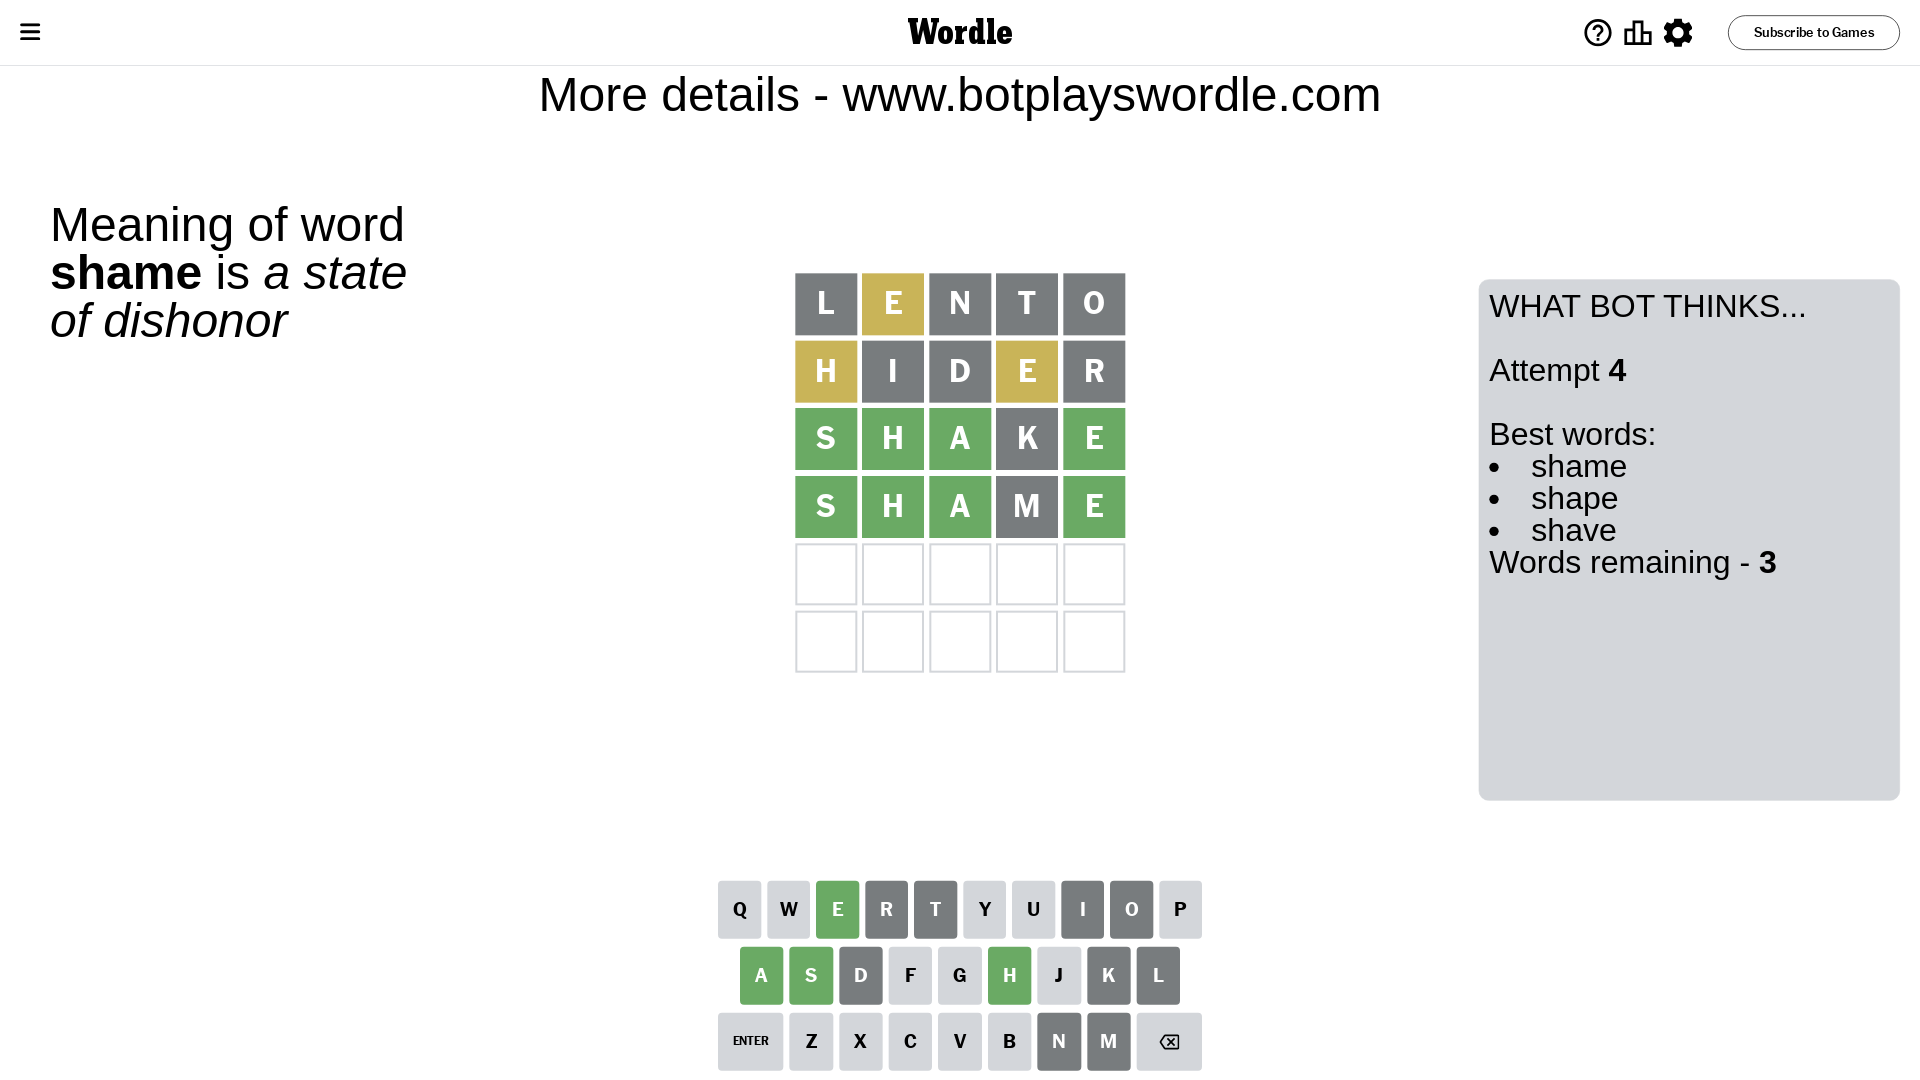 Wordle
Subscribe to Games
More details - www.botplayswordle.com
Meaning of word
shame is a state
of dishonor
L E N T O
H I D E R
S H A K E
S H A M E
WHAT BOT THINKS...
Attempt 4
Best words:
• shame
• shape
• shave
Words remaining - 3
Q W E R T Y U I O P
A S D F G H J K L
ENTER Z X C V B N M